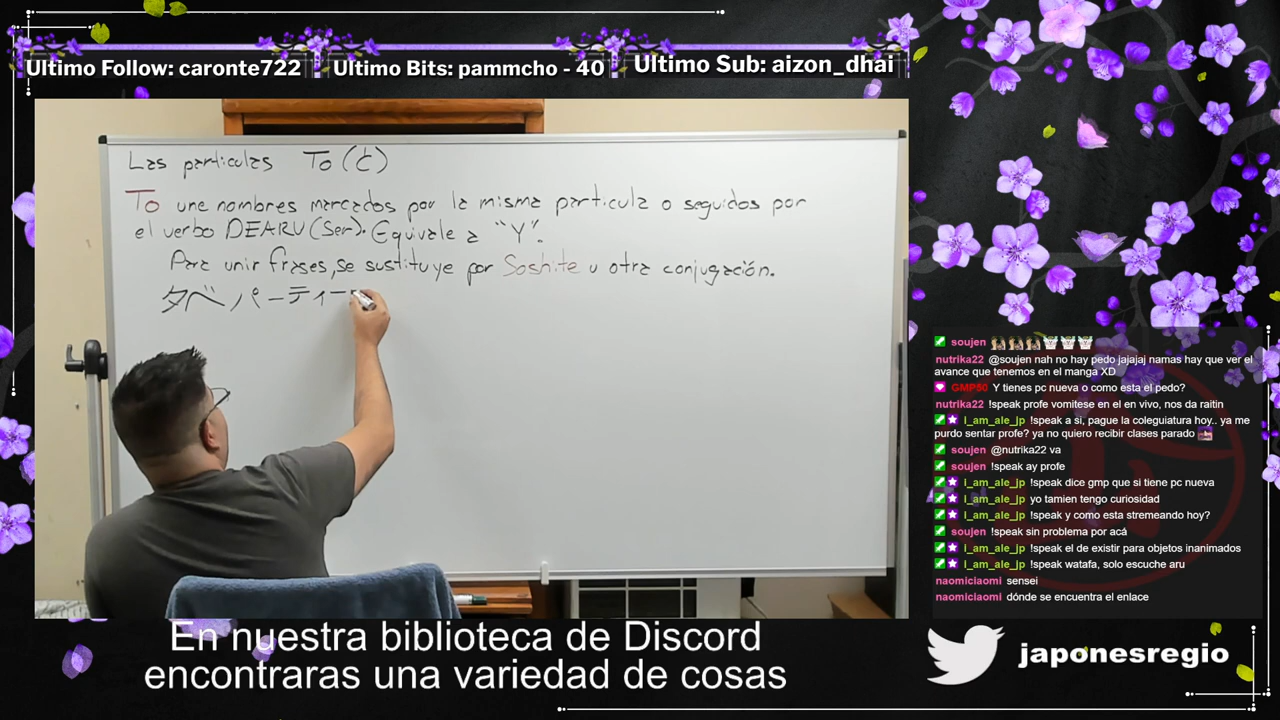 Ultimo Follow: caronte722
Ultimo Bits: pammcho - 40
Ultimo Sub: aizon_dhai
Las particulas To (と)
To une nombres marcados por la misma particula o seguidos por
el verbo DEARU (Ser). Equivale a "Y".
Para unir frases, se sustituye por Soshite u otra conjugación.
タベ パーティー
soujen
nutrika22 @soujen nah no hay pedo jajajaj namas hay que ver el
avance que tenemos en el manga XD
GMP50 Y tienes pc nueva o como esta el pedo?
nutrika22 !speak profe vomitese en el en vivo, nos da raitin
I_am_ale_jp !speak a si, pague la coleguiatura hoy.. ya me
purdo sentar profe? ya no quiero recibir clases parado
soujen @nutrika22 va
soujen !speak ay profe
I_am_ale_jp !speak dice gmp que si tiene pc nueva
I_am_ale_jp yo tamien tengo curiosidad
I_am_ale_jp !speak y como esta stremeando hoy?
soujen !speak sin problema por acá
I_am_ale_jp !speak el de existir para objetos inanimados
I_am_ale_jp !speak watafa, solo escuche aru
naomiciaomi sensei
naomiciaomi dónde se encuentra el enlace
En nuestra biblioteca de Discord
encontraras una variedad de cosas
japonesregio